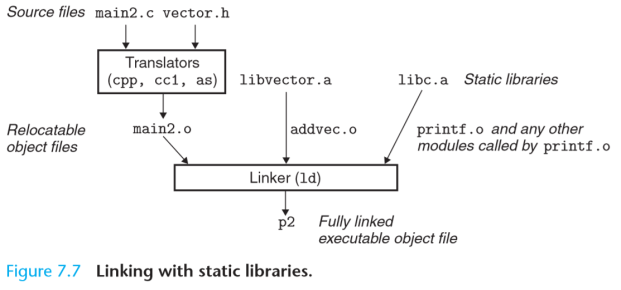 Source files main2.c vector.h
Translators
(cpp, cc1, as)
libvector.a
libc.a Static libraries
Relocatable
object files
main2.o
addvec.o
printf.o and any other
modules called by printf.o
Linker (ld)
p2
Fully linked
executable object file
Figure 7.7 Linking with static libraries.